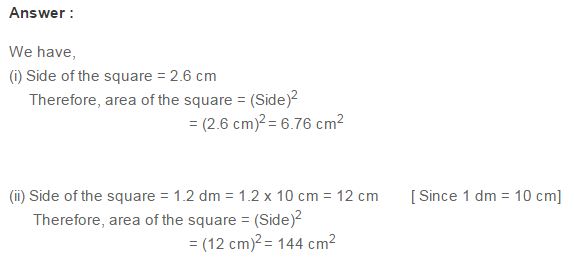 Answer :
We have,
(i) Side of the square = 2.6 cm
Therefore, area of the square = (Side)²
= (2.6 cm)² = 6.76 cm²
(ii) Side of the square = 1.2 dm = 1.2 x 10 cm = 12 cm [ Since 1 dm = 10 cm]
Therefore, area of the square = (Side)²
= (12 cm)² = 144 cm²